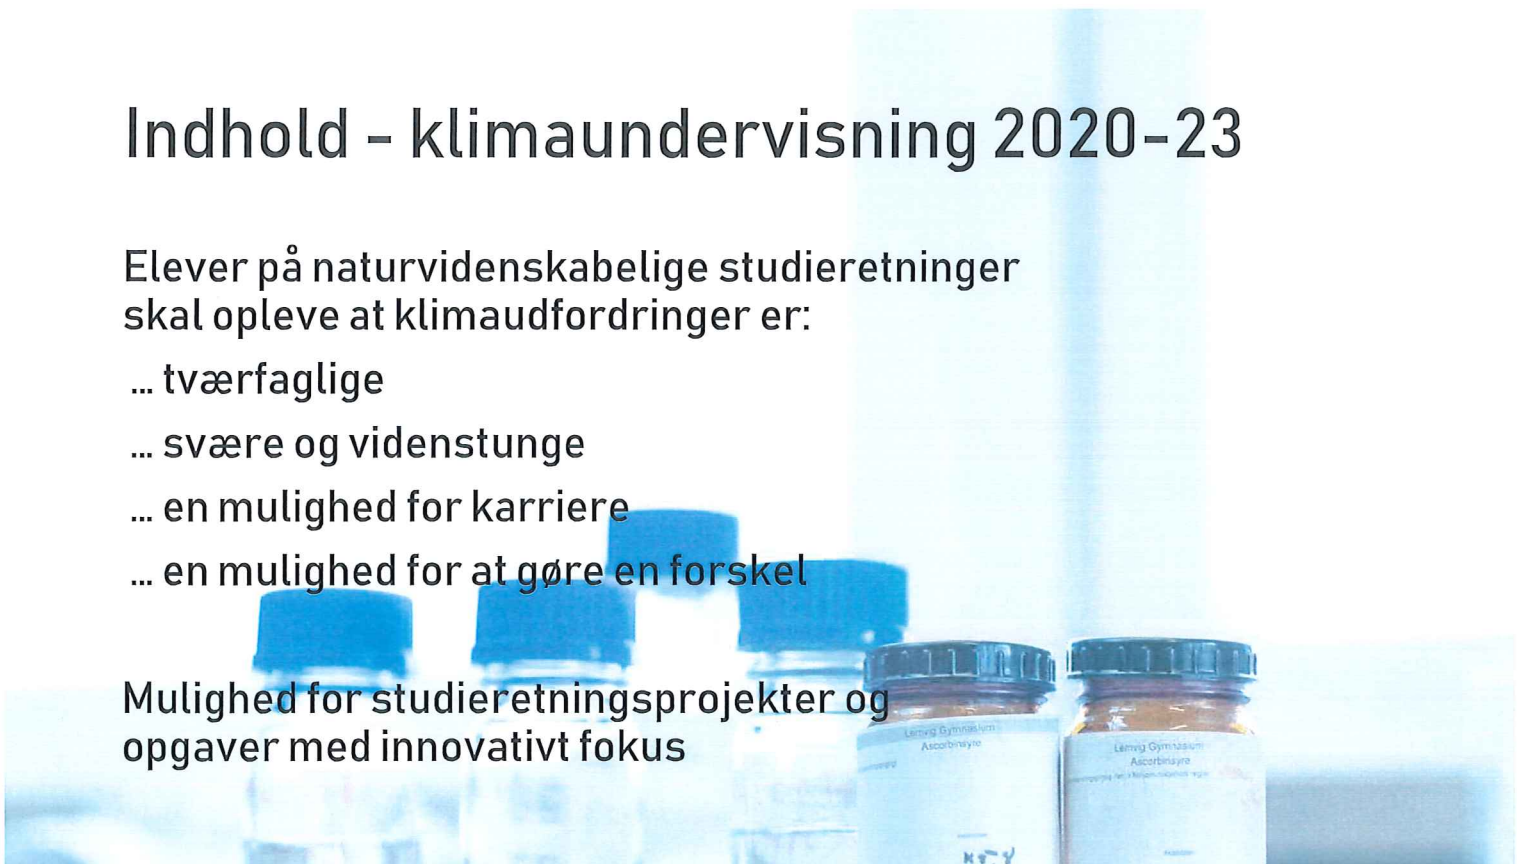 Indhold - klimaundervisning 2020-23
Elever på naturvidenskabelige studieretninger
skal opleve at klimaudfordringer er:
... tværfaglige
... svære og videnstunge
... en mulighed for karriere
... en mulighed for at gøre en forskel
Mulighed for studieretningsprojekter og
opgaver med innovativt fokus
Lemvig Gymnasium
Ascorbinsyre
Lemvig Gymnasium
Ascorbinsyre